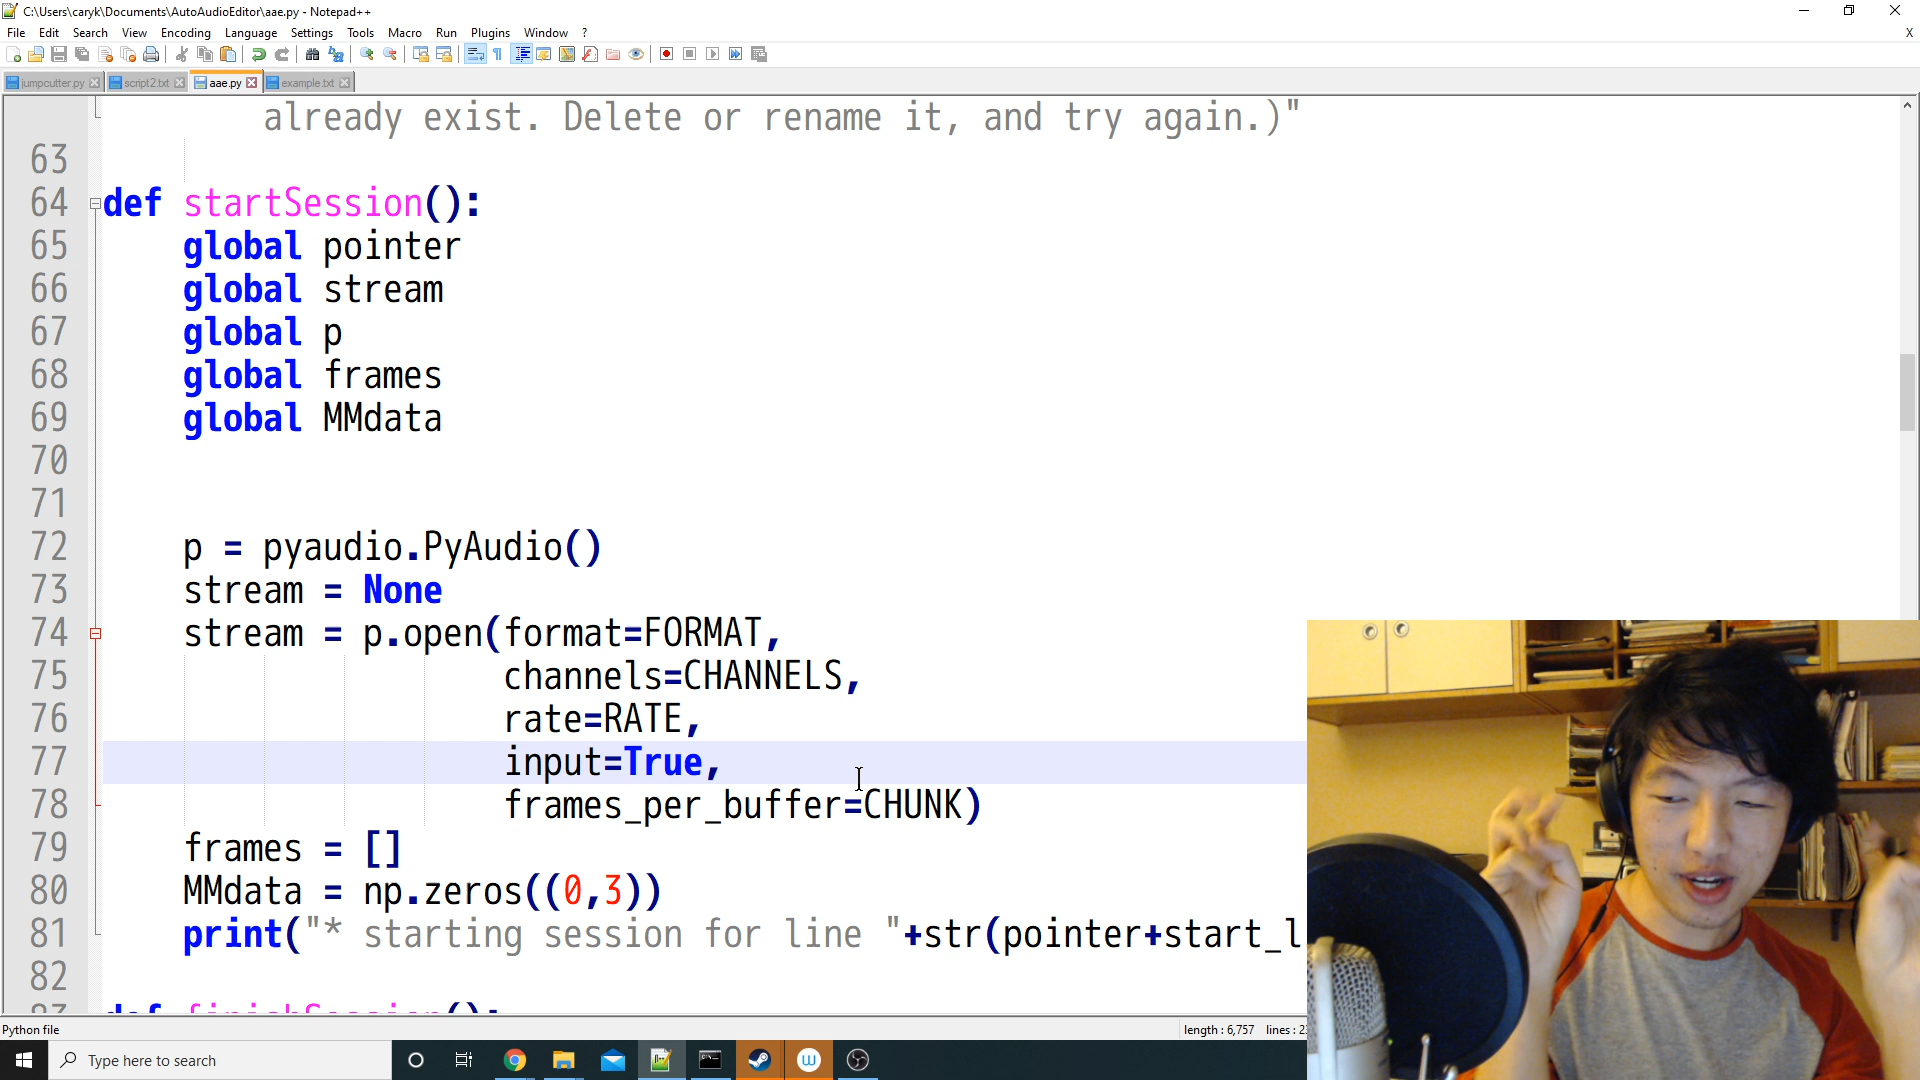 C:\Users\caryk\Documents\AutoAudioEditor\aae.py - Notepad++
File Edit Search View Encoding Language Settings Tools Macro Run Plugins Window ? X
jumpcutter.py script2.txt aae.py example.txt
already exist. Delete or rename it, and try again.)"
63
64 def startSession():
65 global pointer
66 global stream
67 global p
68 global frames
69 global MMdata
70
71
72 p = pyaudio.PyAudio()
73 stream = None
74 stream = p.open(format=FORMAT,
75 channels=CHANNELS,
76 rate=RATE,
77 input=True,
78 frames_per_buffer=CHUNK)
79 frames = []
80 MMdata = np.zeros((0,3))
81 print("* starting session for line "+str(pointer+start_l
82
Python file length : 6,757 lines : 2
Type here to search